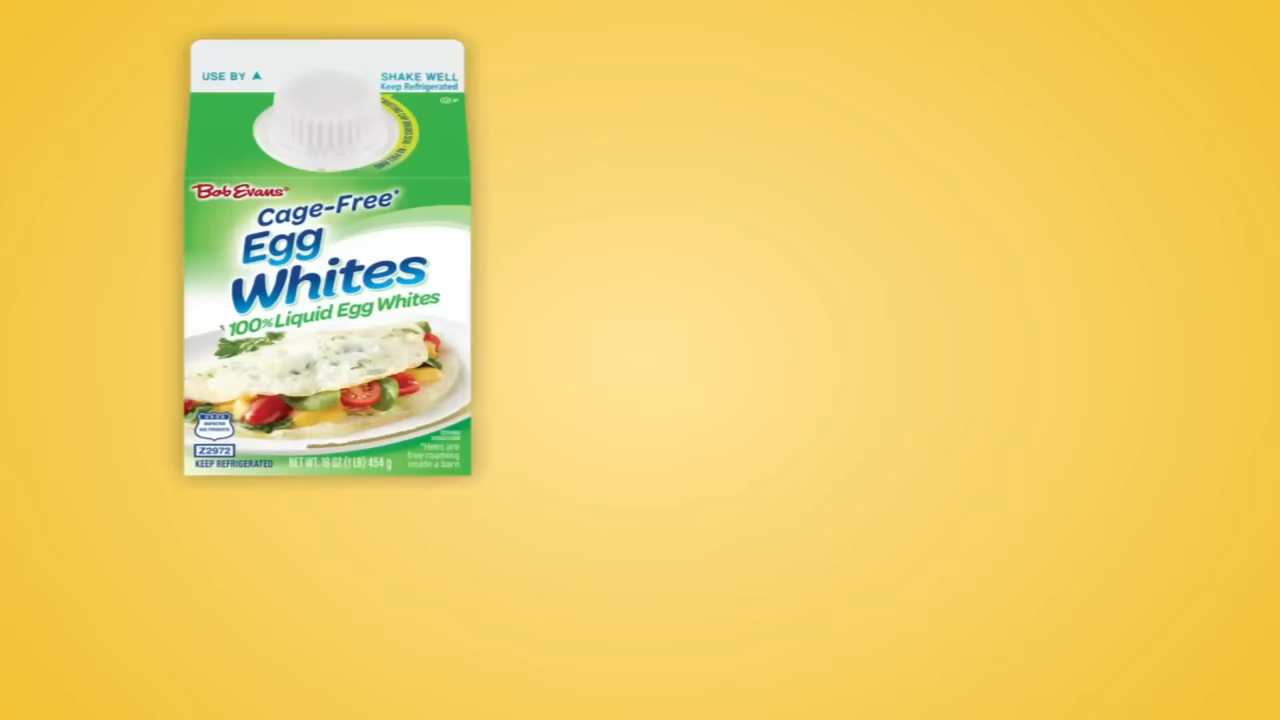 USE BY
SHAKE WELL
Keep Refrigerated
Bob Evans®
Cage-Free*
Egg
Whites
100% Liquid Egg Whites
Z2972
KEEP REFRIGERATED
NET WT. 16 OZ (1 LB) 454 g
*Hens are
free roaming
inside a barn